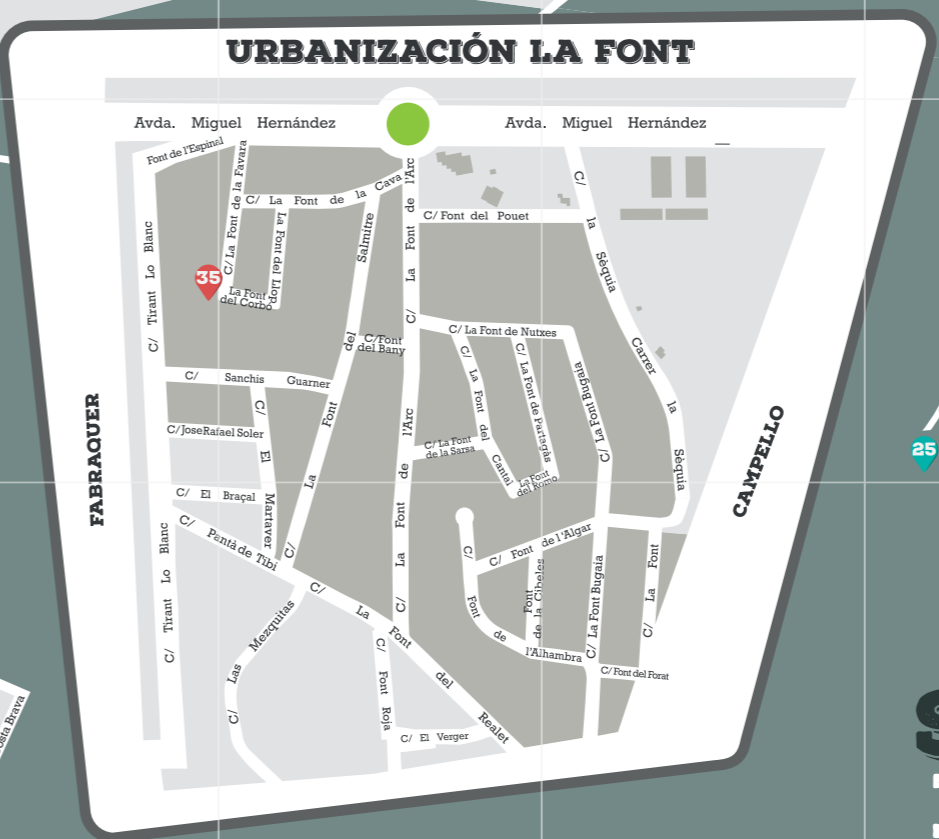 URBANIZACIÓN LA FONT
Avda. Miguel Hernández
Avda. Miguel Hernández
Font de l'Espinal
C/ La Font de la Favara
C/ La Font de la Cava
La Font del Llop
La Font
del Corbo
35
C/ Tirant Lo Blanc
C/ La Font del Salmitre
C/ La Font de l'Arc
C/ Font del Pouet
C/ la Sèquia
Carrer la Sèquia
C/Font
del Bany
C/ La Font de Nutxes
C/ La Font del Cantal
C/ La Font de Partagàs
C/ La Font Bugaia
C/ Sanchis Guarner
C/JoseRafael Soler
C/ El Martaver
C/ El Braçal
C/ La Font
de la Sarsa
La Font
del Romo
C/ La Font de l'Arc
FABRAQUER
CAMPELLO
25
C/ Tirant Lo Blanc
C/ Pantà de Tibi
C/ Font de l'Algar
Font
de la Cibeles
C/ Font de l'Alhambra
C/ La Font Bugaia
C/ La Font
C/Font del Forat
C/ La Font del Realet
C/ Las Mezquitas
C/ Font Roja
C/ El Verger
osta Brava